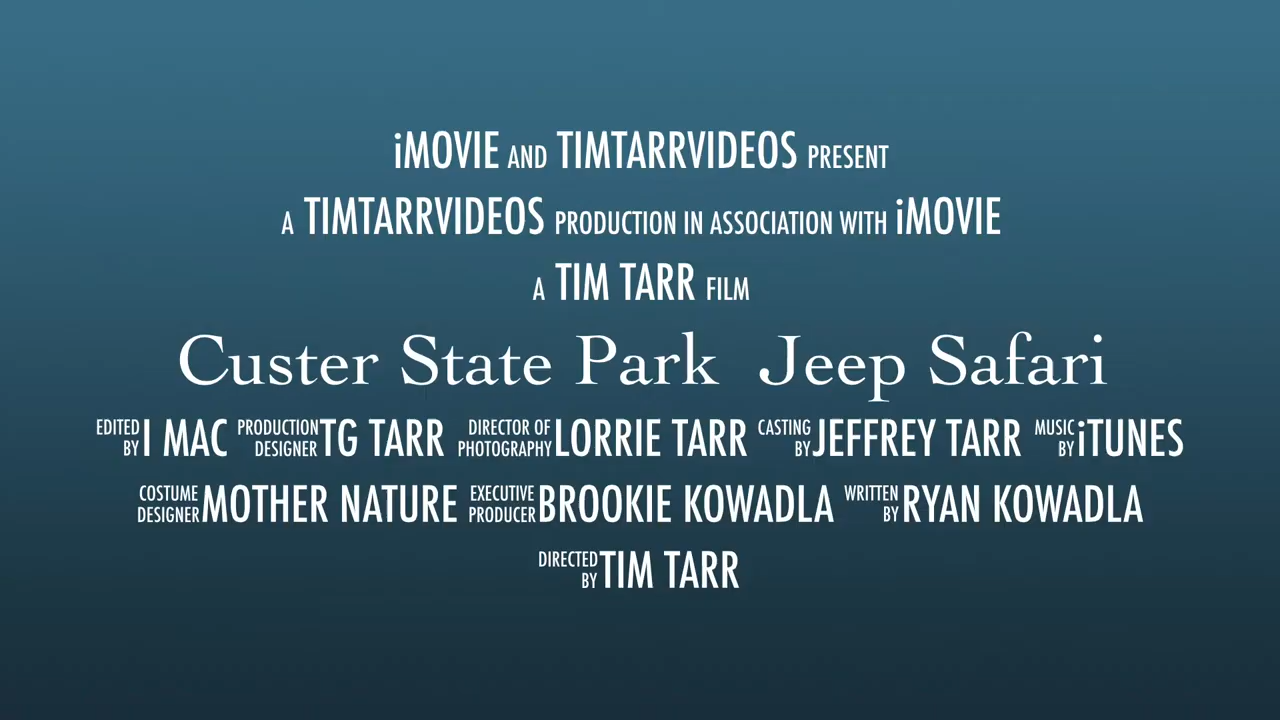 iMOVIE AND TIMTARRVIDEOS PRESENT
A TIMTARRVIDEOS PRODUCTION IN ASSOCIATION WITH iMOVIE
A TIM TARR FILM
Custer State Park Jeep Safari
EDITED BY I MAC PRODUCTION DESIGNER TG TARR DIRECTOR OF PHOTOGRAPHY LORRIE TARR CASTING BY JEFFREY TARR MUSIC BY iTUNES
COSTUME DESIGNER MOTHER NATURE EXECUTIVE PRODUCER BROOKIE KOWADLA WRITTEN BY RYAN KOWADLA
DIRECTED BY TIM TARR